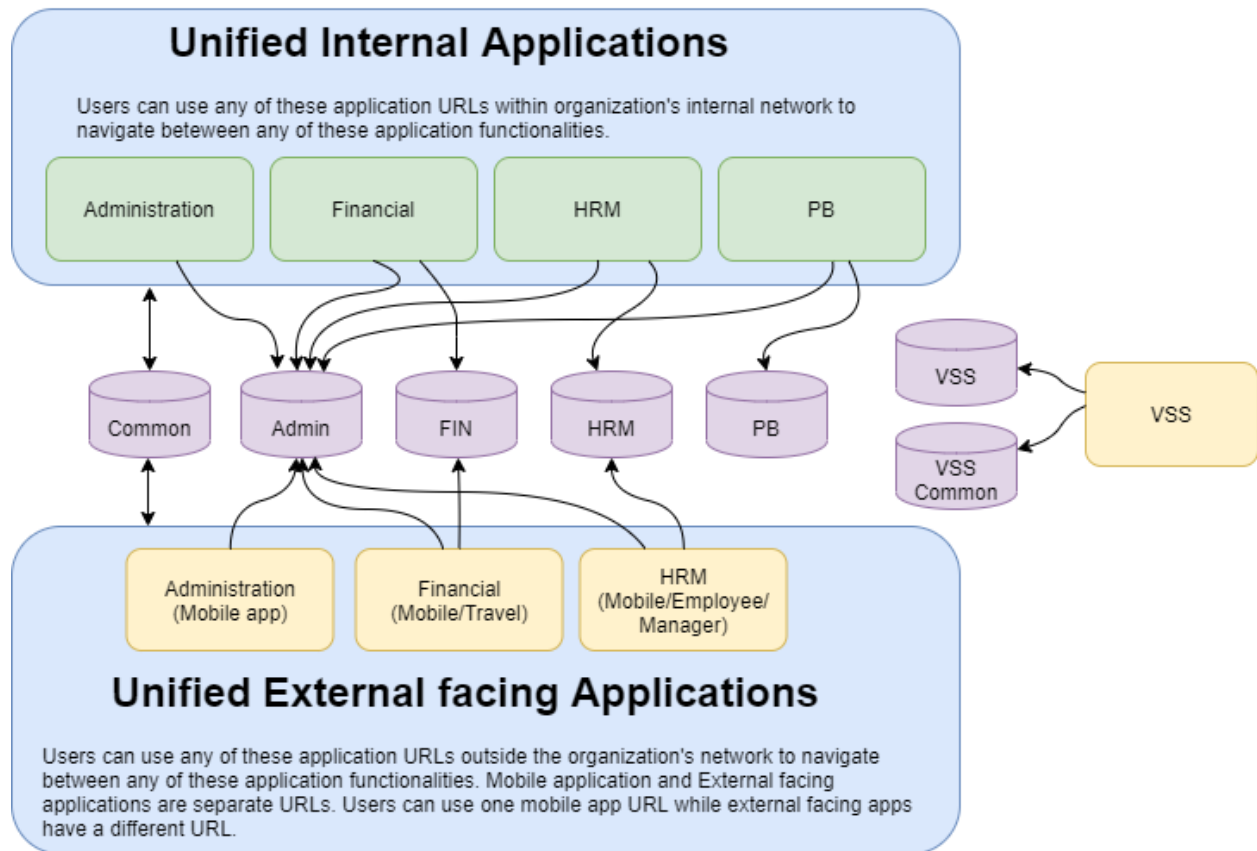 Unified Internal Applications
Users can use any of these application URLs within organization's internal network to
navigate beteween any of these application functionalities.
Administration
Financial
HRM
PB
Common
Admin
FIN
HRM
PB
VSS
VSS
Common
VSS
Administration
(Mobile app)
Financial
(Mobile/Travel)
HRM
(Mobile/Employee/
Manager)
Unified External facing Applications
Users can use any of these application URLs outside the organization's network to navigate
between any of these application functionalities. Mobile application and External facing
applications are separate URLs. Users can use one mobile app URL while external facing apps
have a different URL.